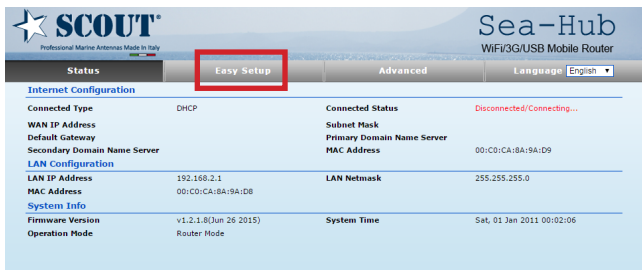 SCOUT®
Professional Marine Antennas Made in Italy
Sea-Hub
WiFi/3G/USB Mobile Router
Status Easy Setup Advanced Language English
Internet Configuration
Connected Type DHCP Connected Status Disconnected/Connecting...
WAN IP Address Subnet Mask
Default Gateway Primary Domain Name Server
Secondary Domain Name Server MAC Address 00:C0:CA:8A:9A:D9
LAN Configuration
LAN IP Address 192.168.2.1 LAN Netmask 255.255.255.0
MAC Address 00:C0:CA:8A:9A:D8
System Info
Firmware Version v1.2.1.8(Jun 26 2015) System Time Sat, 01 Jan 2011 00:02:06
Operation Mode Router Mode